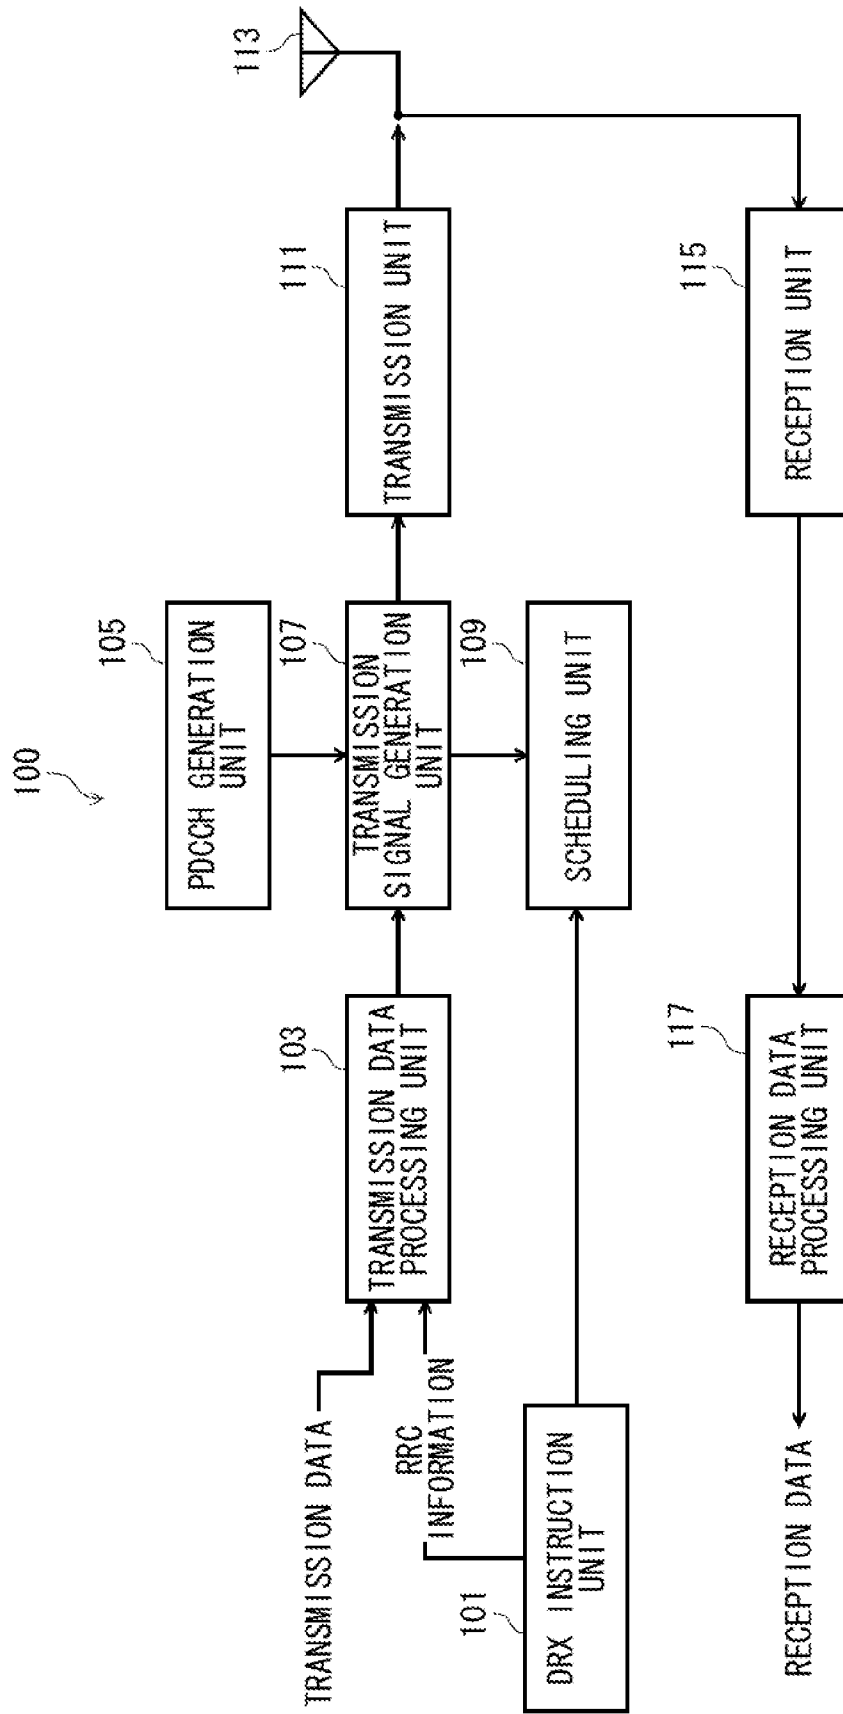 100
105
PDCCH GENERATION
UNIT
113
TRANSMISSION DATA
RRC
INFORMATION
103
TRANSMISSION DATA
PROCESSING UNIT
107
TRANSMISSION
SIGNAL GENERATION
UNIT
111
TRANSMISSION UNIT
101
DRX INSTRUCTION
UNIT
109
SCHEDULING UNIT
RECEPTION DATA
117
RECEPTION DATA
PROCESSING UNIT
115
RECEPTION UNIT